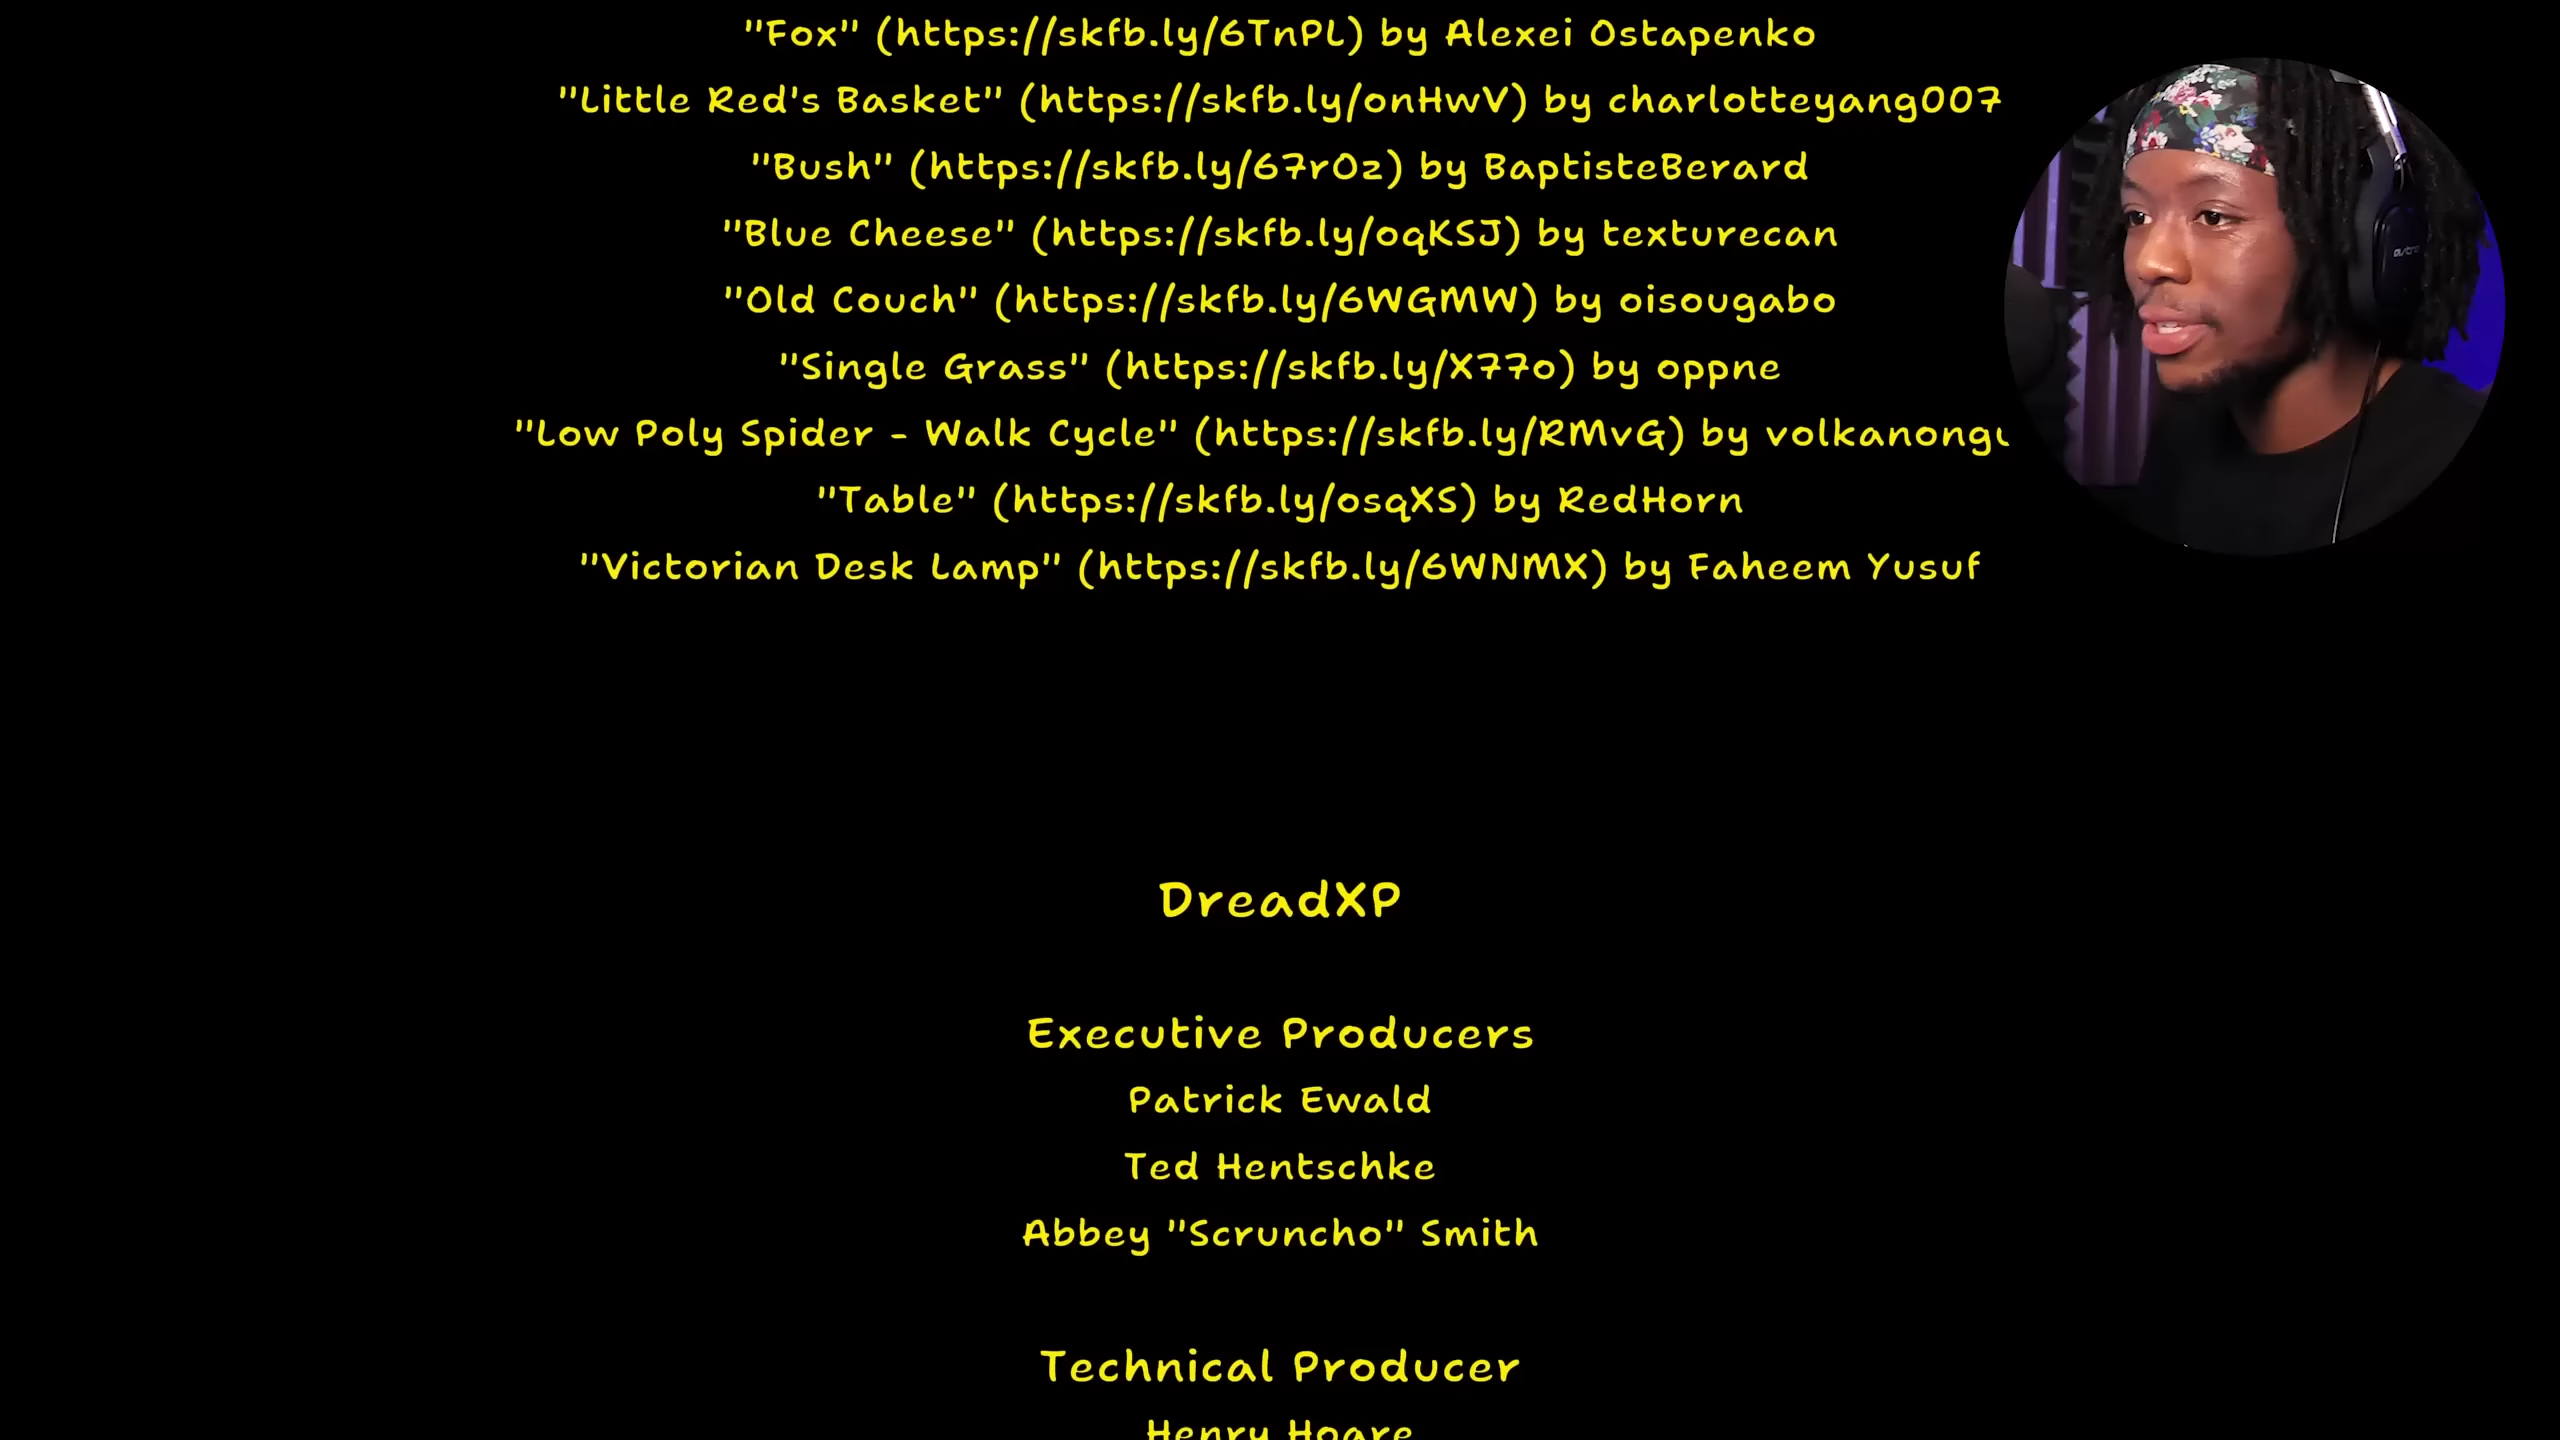 "Fox" (https://skfb.ly/6TnPL) by Alexei Ostapenko
"Little Red's Basket" (https://skfb.ly/onHwV) by charlotteyang007
"Bush" (https://skfb.ly/67rOz) by BaptisteBerard
"Blue Cheese" (https://skfb.ly/oqKSJ) by texturecan
"Old Couch" (https://skfb.ly/6WGMW) by oisougabo
"Single Grass" (https://skfb.ly/X77o) by oppne
"Low Poly Spider - Walk Cycle" (https://skfb.ly/RMvG) by
"Table" (https://skfb.ly/osqXS) by RedHorn
"Victorian Desk Lamp" (https://skfb.ly/6WNMX) by Faheem Yusuf
DreadXP
Executive Producers
Patrick Ewald
Ted Hentschke
Abbey "Scruncho" Smith
Technical Producer
Henry Hoare